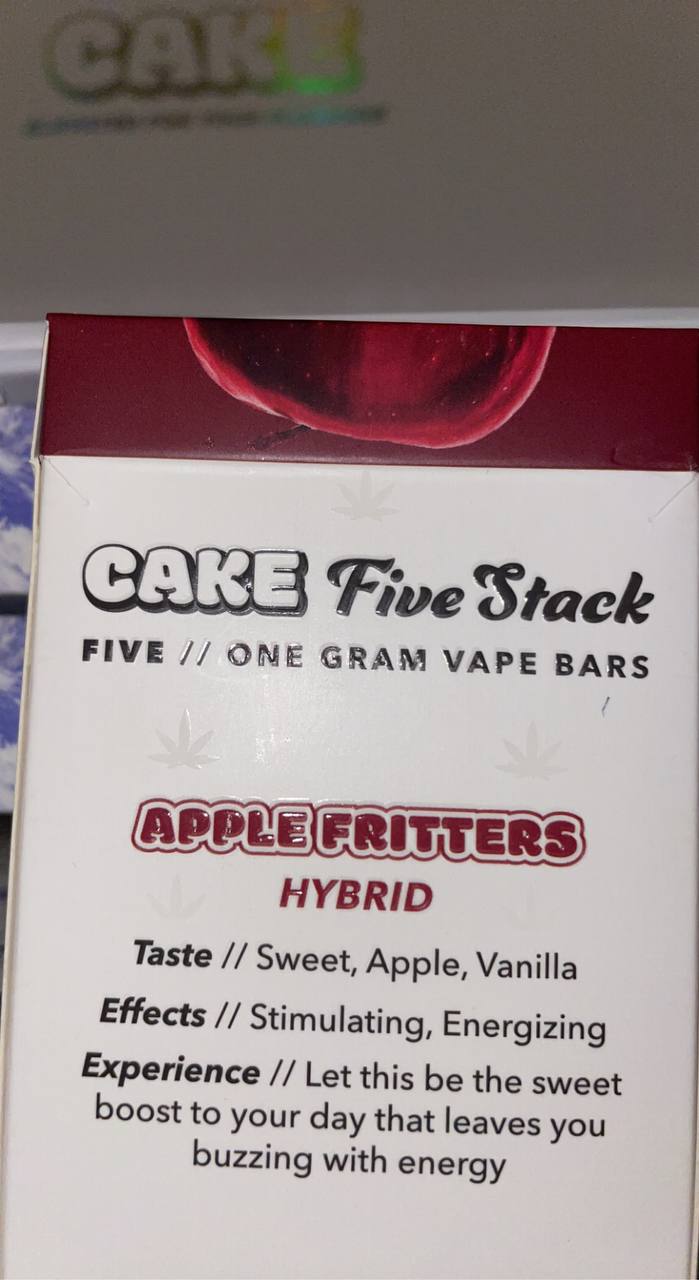 CAKE
CAKE Five Stack
FIVE // ONE GRAM VAPE BARS
APPLE FRITTERS
HYBRID
Taste // Sweet, Apple, Vanilla
Effects // Stimulating, Energizing
Experience // Let this be the sweet
boost to your day that leaves you
buzzing with energy